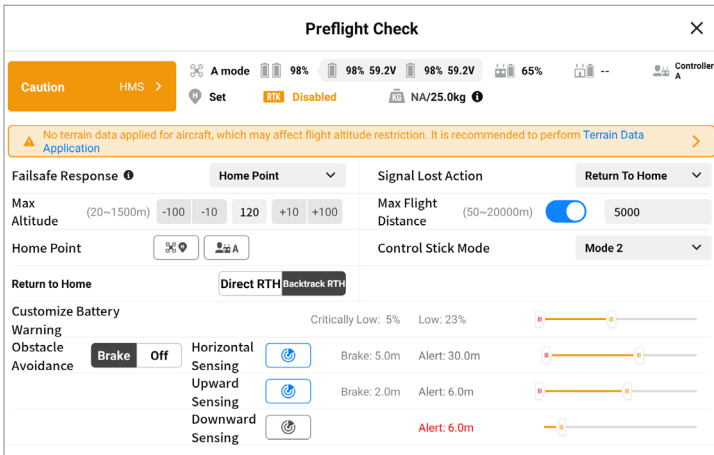 Preflight Check
Caution HMS > A mode 98% 98% 59.2V 98% 59.2V 65% -- Controller A
H Set RTK Disabled KG NA/25.0kg
No terrain data applied for aircraft, which may affect flight altitude restriction. It is recommended to perform Terrain Data
Application
Failsafe Response Home Point Signal Lost Action Return To Home
Max Altitude (20~1500m) -100 -10 120 +10 +100 Max Flight Distance (50~20000m) 5000
Home Point A Control Stick Mode Mode 2
Return to Home Direct RTH Backtrack RTH
Customize Battery Warning Critically Low: 5% Low: 23%
Obstacle Avoidance Brake Off Horizontal Sensing Brake: 5.0m Alert: 30.0m
Upward Sensing Brake: 2.0m Alert: 6.0m
Downward Sensing Alert: 6.0m